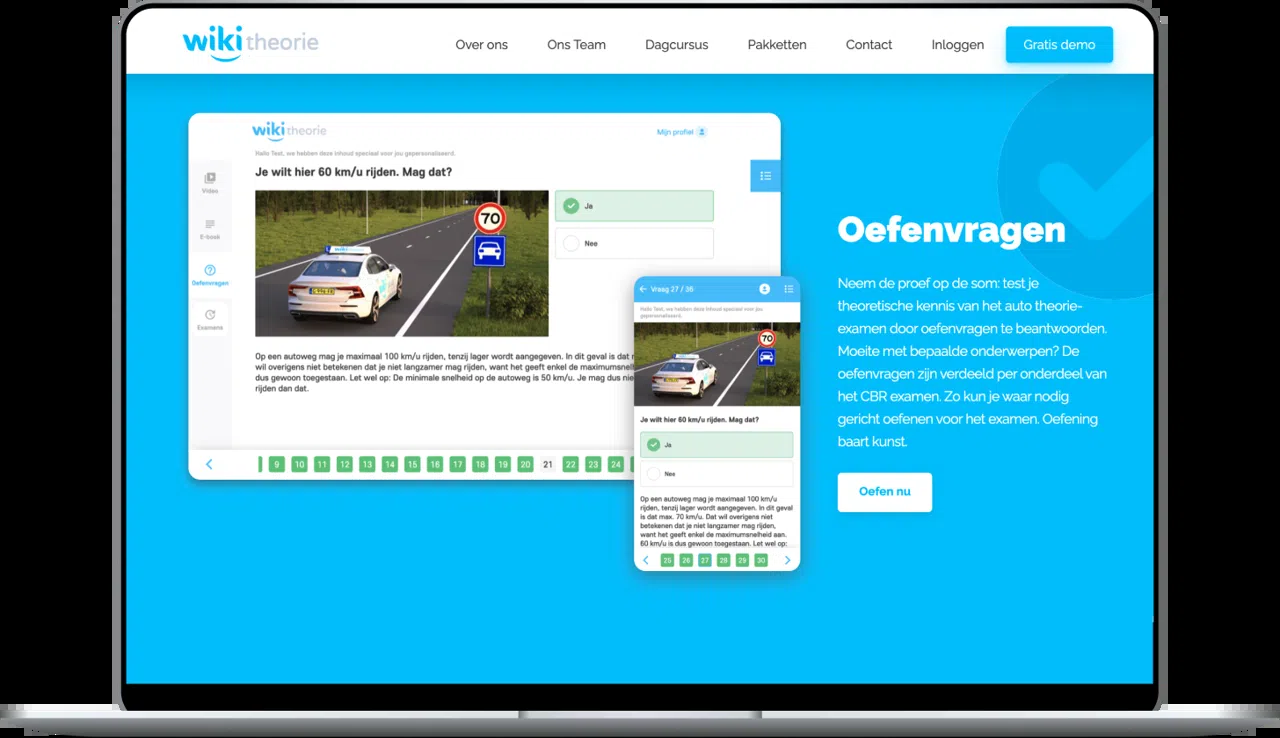 wiki theorie
Over ons
Ons Team
Dagcursus
Pakketten
Contact
Inloggen
Gratis demo
wiki theorie
Mijn profiel
Hallo Test, we hebben deze inhoud speciaal voor jou gepersonaliseerd.
Je wilt hier 60 km/u rijden. Mag dat?
Video
E-book
Oefenvragen
Examens
70
wiki
Ja
Nee
Op een autoweg mag je maximaal 100 km/u rijden, tenzij lager wordt aangegeven. In dit geval is dat
wil overigens niet betekenen dat je niet langzamer mag rijden, want het geeft enkel de maximumsnel
dus gewoon toegestaan. Let wel op: De minimale snelheid op de autoweg is 50 km/u. Je mag dus nie
rijden dan dat.
9 10 11 12 13 14 15 16 17 18 19 20 21 22 23 24
Vraag 27 / 36
Hallo Test, we hebben deze inhoud speciaal voor jou
gepersonaliseerd.
70
Je wilt hier 60 km/u rijden. Mag dat?
Ja
Nee
Op een autoweg mag je maximaal 100 km/u
rijden, tenzij lager wordt aangegeven. In dit geval
is dat max. 70 km/u. Dat wil overigens niet
betekenen dat je niet langzamer mag rijden,
want het geeft enkel de maximumsnelheid aan.
60 km/u is dus gewoon toegestaan. Let wel op:
25 26 27 28 29 30
Oefenvragen
Neem de proef op de som: test je
theoretische kennis van het auto theorie-
examen door oefenvragen te beantwoorden.
Moeite met bepaalde onderwerpen? De
oefenvragen zijn verdeeld per onderdeel van
het CBR examen. Zo kun je waar nodig
gericht oefenen voor het examen. Oefening
baart kunst.
Oefen nu